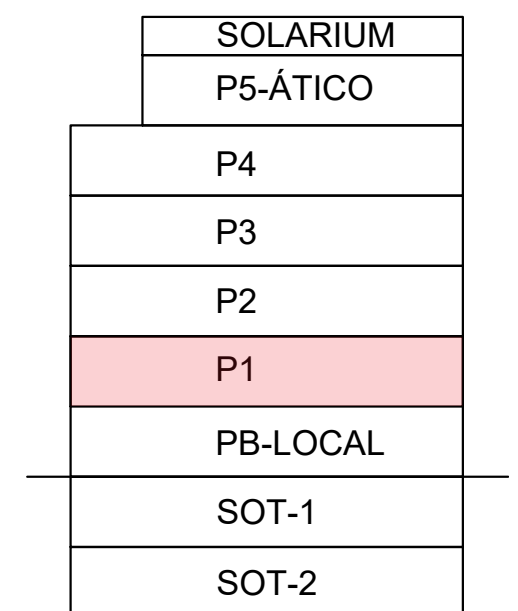 SOLARIUM
P5-ÁTICO
P4
P3
P2
P1
PB-LOCAL
SOT-1
SOT-2